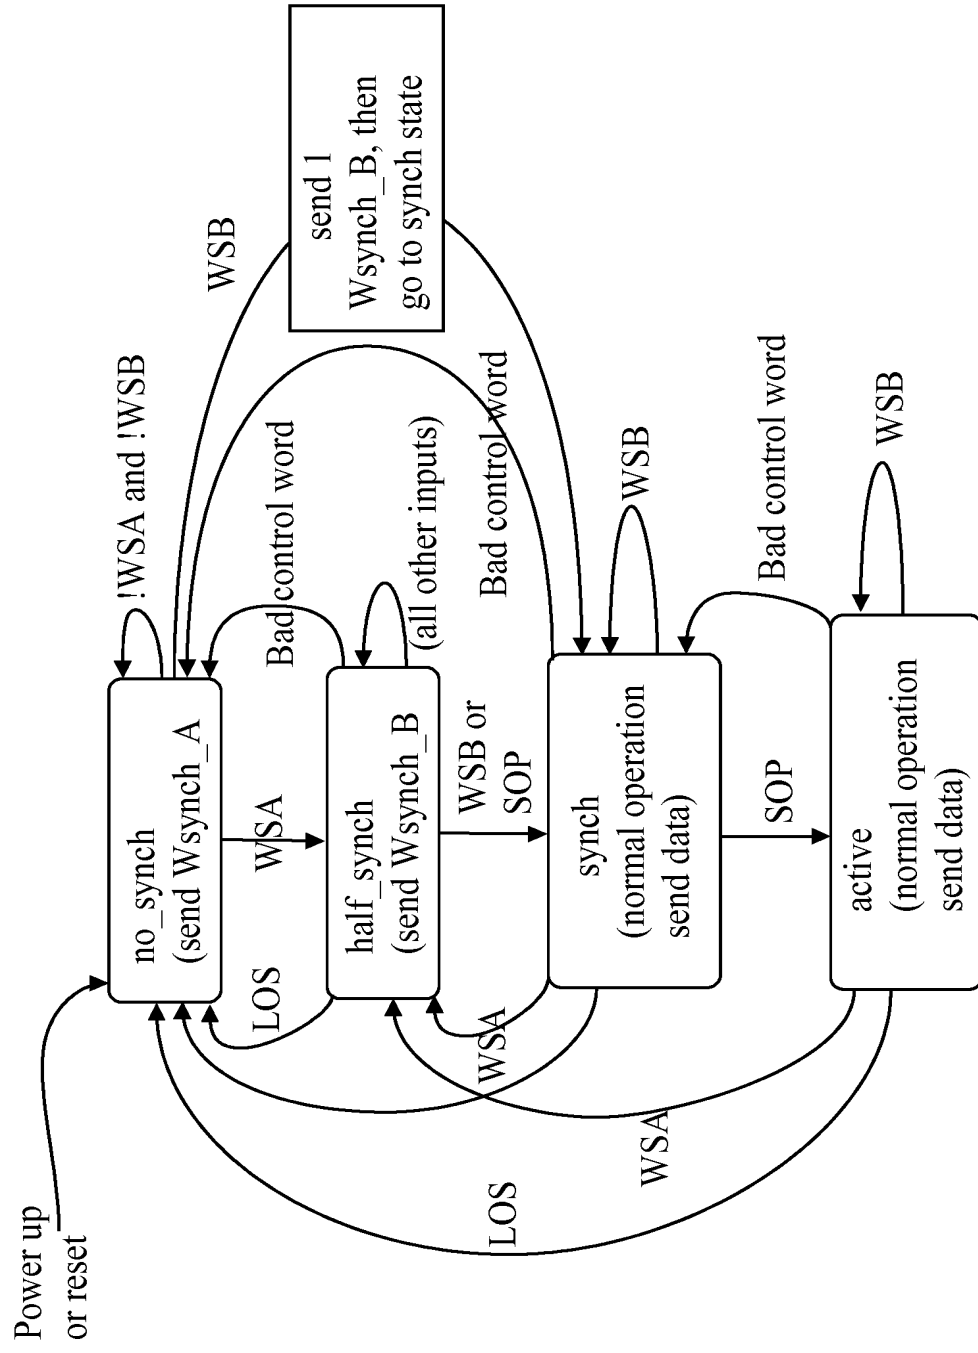 Power up
or reset
no_synch
(send Wsynch_A)
!WSA and !WSB
WSB
send 1
Wsynch_B, then
go to synch state
LOS
WSA
Bad control word
half_synch
(send Wsynch_B)
(all other inputs)
WSA
WSB or
SOP
Bad control word
synch
(normal operation
send data)
WSB
LOS
WSA
SOP
Bad control word
active
(normal operation
send data)
WSB